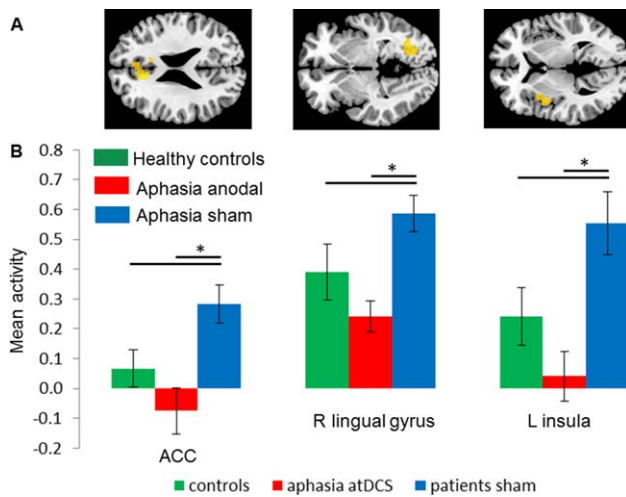 A
B
0.8
0.7
0.6
0.5
0.4
0.3
0.2
0.1
0.0
-0.1
-0.2
Mean activity
Healthy controls
Aphasia anodal
Aphasia sham
*
*
*
ACC
R lingual gyrus
L insula
controls aphasia atDCS patients sham